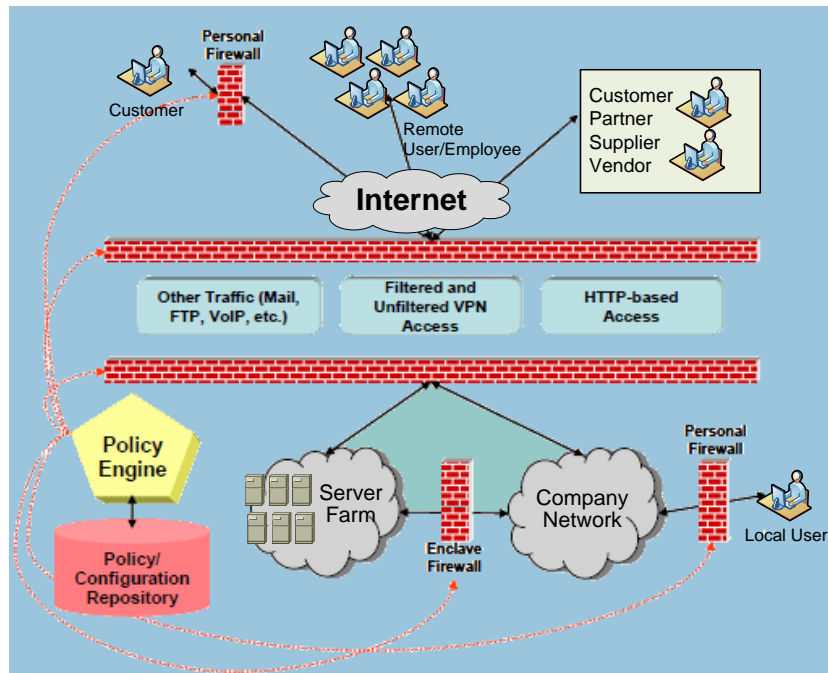 Personal
Firewall
Customer
Remote
User/Employee
Customer
Partner
Supplier
Vendor
Internet
Other Traffic (Mail,
FTP, VoIP, etc.)
Filtered and
Unfiltered VPN
Access
HTTP-based
Access
Policy
Engine
Policy/
Configuration
Repository
Server
Farm
Enclave
Firewall
Company
Network
Personal
Firewall
Local User